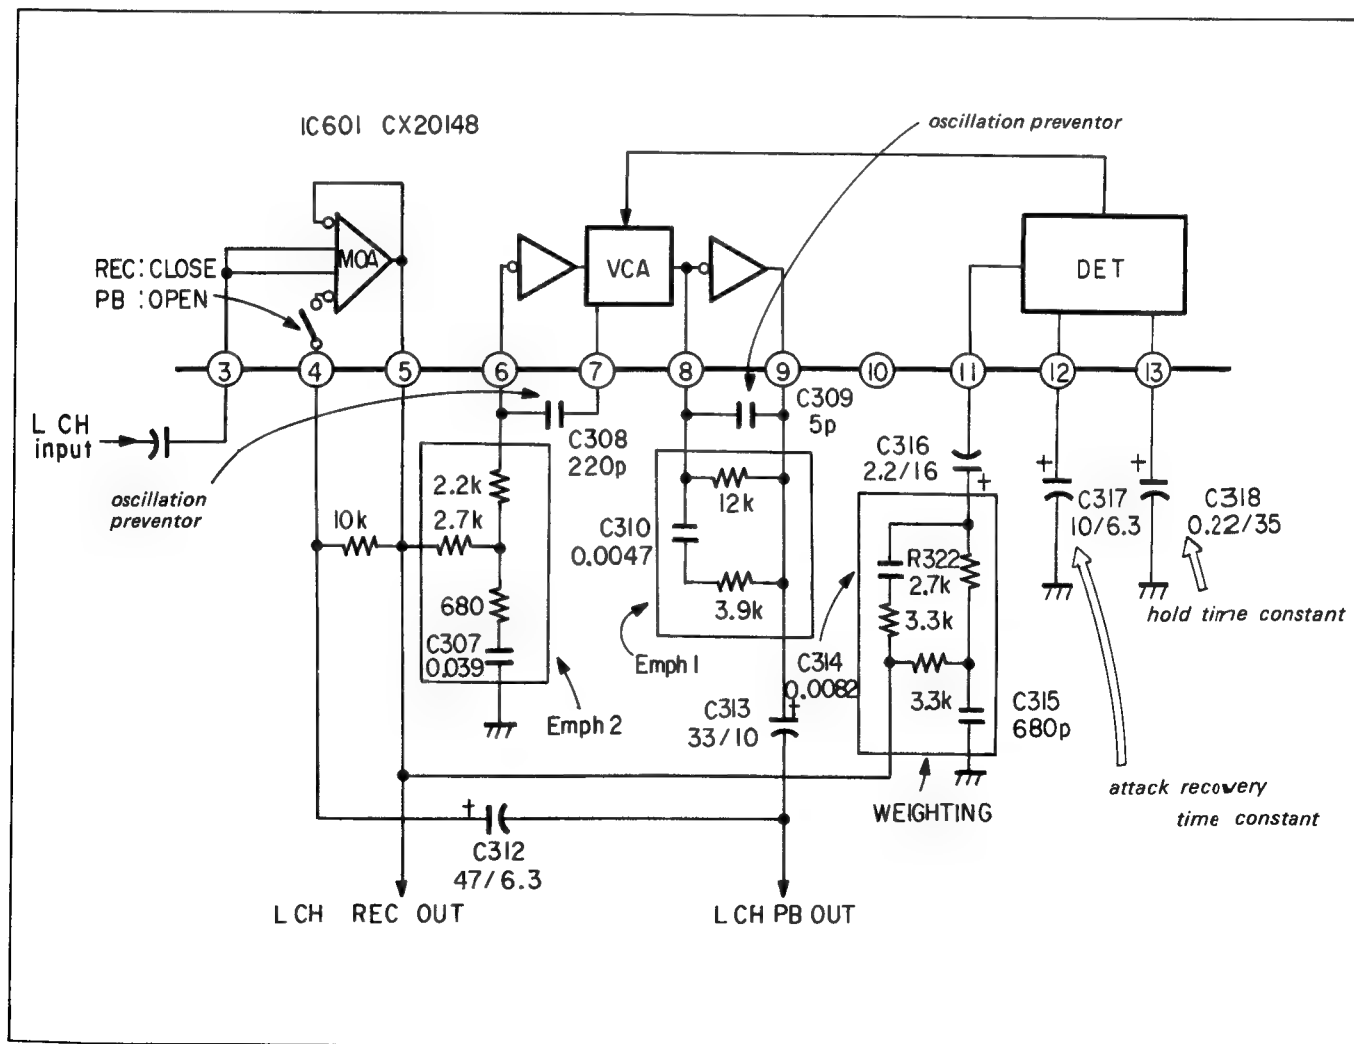 IC601 CX20148
oscillation preventor
MOA
REC:CLOSE
PB :OPEN
VCA
DET
3
4
5
6
7
8
9
10
11
12
13
L CH
input
C309
5p
C308
220p
C316
2.2/16
+
+
+
C317
10/6.3
C318
0.22/35
oscillation
preventor
2.2k
10k
2.7k
C310
0.0047
12k
3.9k
680
C307
0.039
Emph 1
Emph 2
C314
0.0082
R322
2.7k
3.3k
3.3k
C315
680p
hold time constant
C313
33/10
+
WEIGHTING
attack recovery
time constant
+
C312
47/6.3
L CH REC OUT
L CH PB OUT